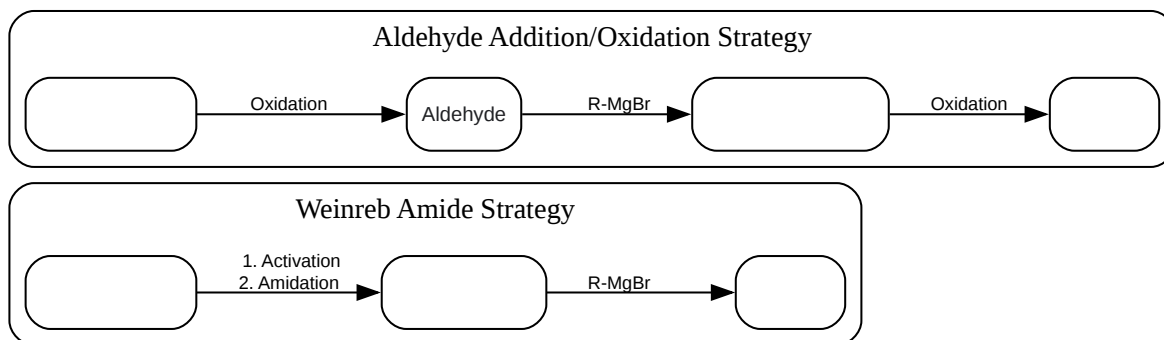 Aldehyde Addition/Oxidation Strategy
Oxidation
Aldehyde
R-MgBr
Oxidation
Weinreb Amide Strategy
1. Activation
2. Amidation
R-MgBr